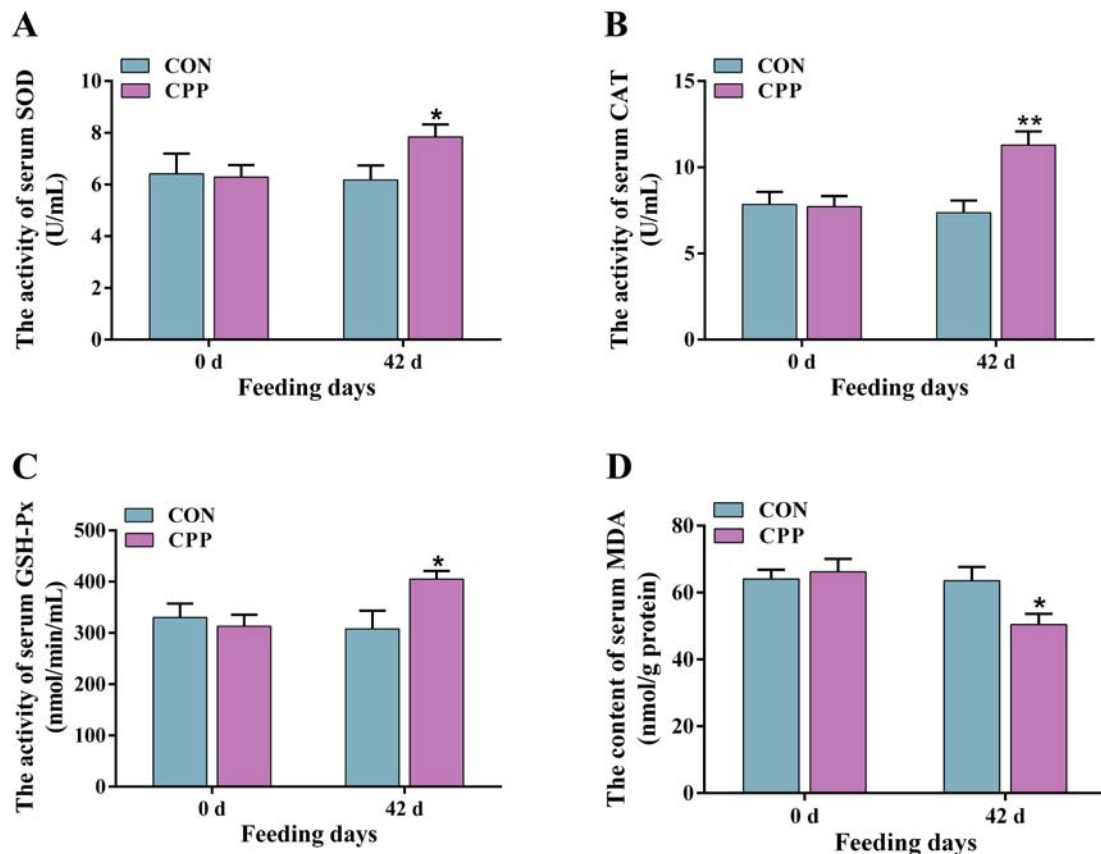 A
The activity of serum SOD
(U/mL)
CON
CPP
10
8
6
4
2
0
*
0 d
42 d
Feeding days
B
The activity of serum CAT
(U/mL)
CON
CPP
15
10
5
0
**
0 d
42 d
Feeding days
C
The activity of serum GSH-Px
(nmol/min/mL)
CON
CPP
500
400
300
200
100
0
*
0 d
42 d
Feeding days
D
The content of serum MDA
(nmol/g protein)
CON
CPP
80
60
40
20
0
*
0 d
42 d
Feeding days